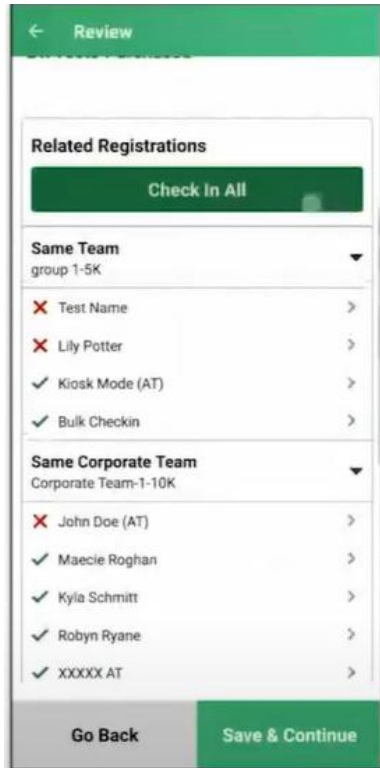 Review
Related Registrations
Check In All
Same Team
group 1-5K
Test Name
Lily Potter
Kiosk Mode (AT)
Bulk Checkin
Same Corporate Team
Corporate Team-1-10K
John Doe (AT)
Maecie Roghan
Kyla Schmitt
Robyn Ryane
XXXXX AT
Go Back
Save & Continue